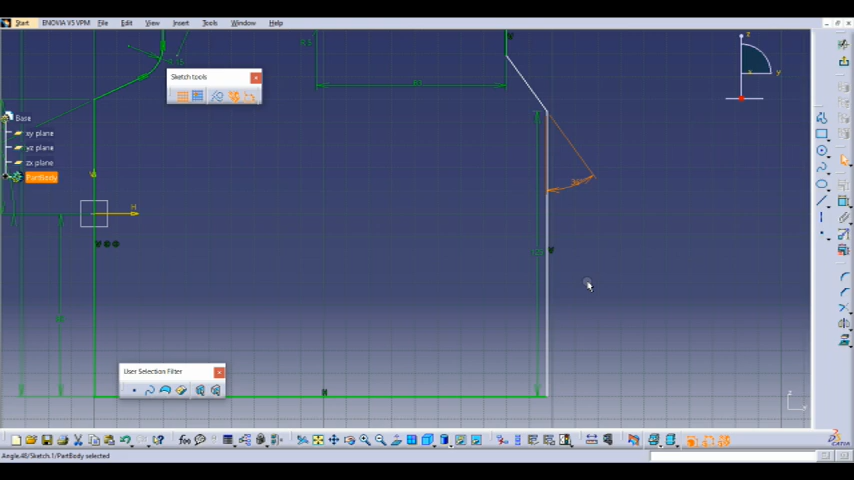 Start ENOVIA V5 VPM File Edit View Insert Tools Window Help
Sketch tools
Base
xy plane
yz plane
zx plane
PartBody
V
H
User Selection Filter
z
y
Angle.48/Sketch.1/PartBody selected
CATIA